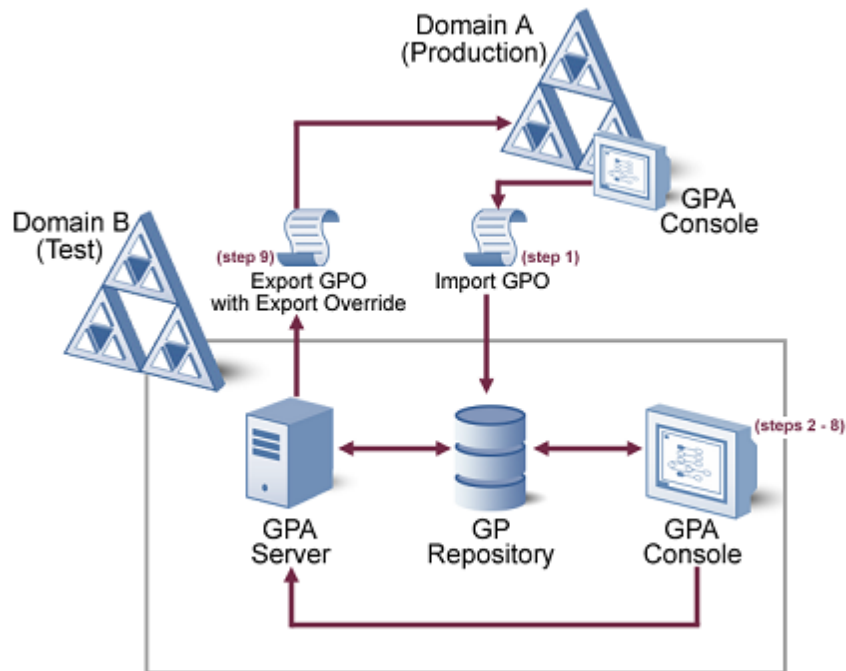 Domain A
(Production)
GPA
Console
Domain B
(Test)
(step 9)
Export GPO
with Export Override
(step 1)
Import GPO
(steps 2 - 8)
GPA
Server
GP
Repository
GPA
Console